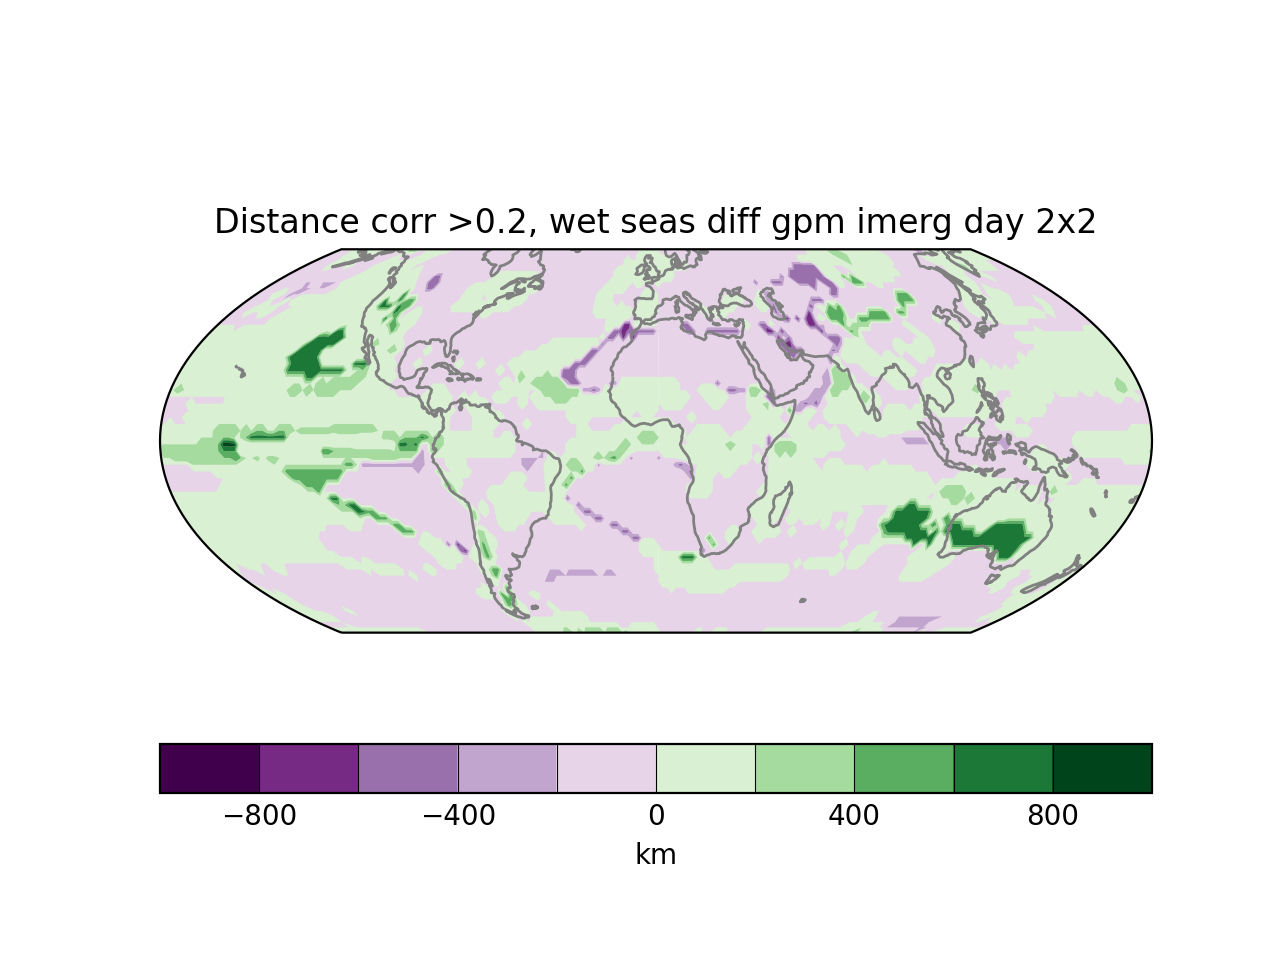 Distance corr >0.2, wet seas diff gpm imerg day 2x2
−800 −400 0 400 800
km